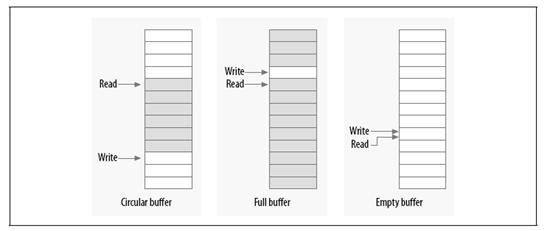 Read
Write
Circular buffer
Write
Read
Full buffer
Write
Read
Empty buffer